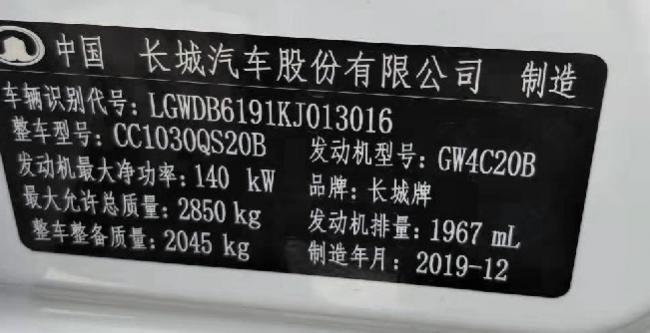 中国 长城汽车股份有限公司 制造
车辆识别代号: LGWDB6191KJ013016
整车型号: CC1030QS20B 发动机型号: GW4C20B
发动机最大净功率: 140 kW 品牌: 长城牌
最大允许总质量: 2850 kg 发动机排量: 1967 mL
整车整备质量: 2045 kg 制造年月: 2019-12